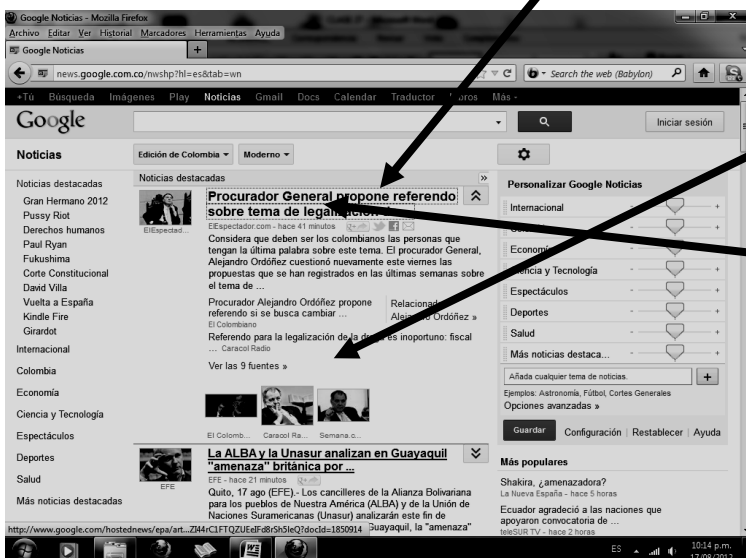 Google Noticias - Mozilla Firefox
Archivo Editar Ver Historial Marcadores Herramientas Ayuda
Google Noticias
+
news.google.com.co/nwshp?hl=es&tab=wn
Search the web (Babylon)
+Tú Búsqueda Imágenes Play Noticias Gmail Docs Calendar Traductor Más
Google
Iniciar sesión
Noticias
Edición de Colombia
Moderno
Noticias destacadas
Gran Hermano 2012
Pussy Riot
Derechos humanos
Paul Ryan
Fukushima
Corte Constitucional
David Villa
Vuelta a España
Kindle Fire
Girardot
Internacional
Colombia
Economía
Ciencia y Tecnología
Espectáculos
Deportes
Salud
Más noticias destacadas
Noticias destacadas »
ElEspectad...
Procurador General propone referendo
sobre tema de
ElEspectador.com - hace 41 minutos
Considera que deben ser los colombianos las personas que
tengan la última palabra sobre este tema. El procurador General,
Alejandro Ordóñez cuestionó nuevamente este viernes las
propuestas que se han registrados en las últimas semanas sobre
el tema de ...
Procurador Alejandro Ordóñez propone
referendo si se busca cambiar ...
El Colombiano
Ordóñez »
Referendo para la legalización de la es inoportuno: fiscal
... Caracol Radio
Ver las 9 fuentes »
El Colomb...
Caracol Ra...
Semana.c...
La ALBA y la Unasur analizan en Guayaquil
"amenaza" británica por ...
EFE
EFE - hace 21 minutos
Quito, 17 ago (EFE).- Los cancilleres de la Alianza Bolivariana
para los pueblos de Nuestra América (ALBA) y de la Unión de
Naciones Suramericanas (Unasur) analizarán este fin de
Guayaquil, la "amenaza"
Personalizar Google Noticias
Internacional - +
- +
- +
y Tecnología - +
Espectáculos - +
Deportes - +
Salud - +
Más noticias destaca... - +
Añada cualquier tema de noticias. +
Ejemplos: Astronomía, Fútbol, Cortes Generales
Opciones avanzadas »
Guardar Configuración | Restablecer | Ayuda
Más populares
Shakira, ¿amenazadora?
La Nueva España - hace 5 horas
Ecuador agradeció a las naciones que
apoyaron convocatoria de ...
teleSUR TV - hace 2 horas
ES
10:14 p.m.
17/08/2012